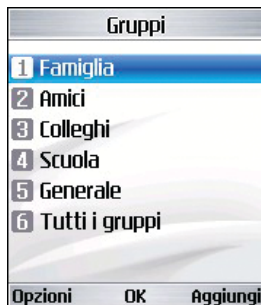 Gruppi
1 Famiglia
2 Amici
3 Colleghi
4 Scuola
5 Generale
6 Tutti i gruppi
Opzioni OK Aggiungi